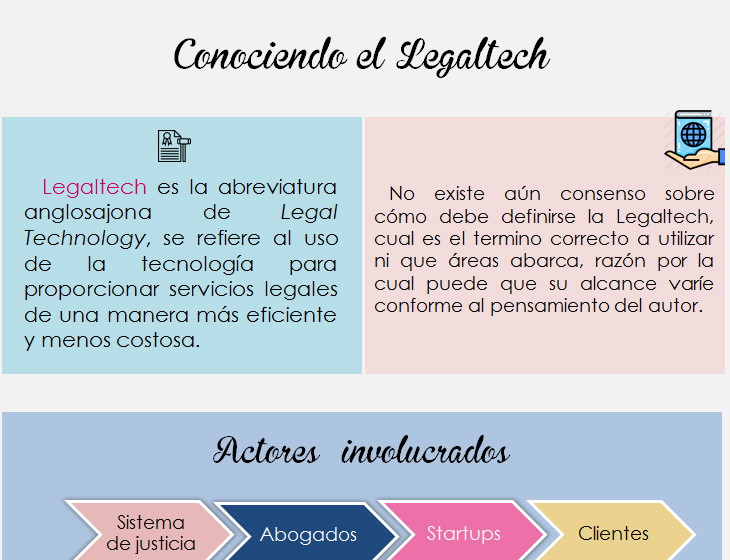 Conociendo el Legaltech
Legaltech es la abreviatura
anglosajona de Legal
Technology, se refiere al uso
de la tecnología para
proporcionar servicios legales
de una manera más eficiente
y menos costosa.
No existe aún consenso sobre
cómo debe definirse la Legaltech,
cual es el termino correcto a utilizar
ni que áreas abarca, razón por la
cual puede que su alcance varíe
conforme al pensamiento del autor.
Actores involucrados
Sistema
de justicia
Abogados
Startups
Clientes